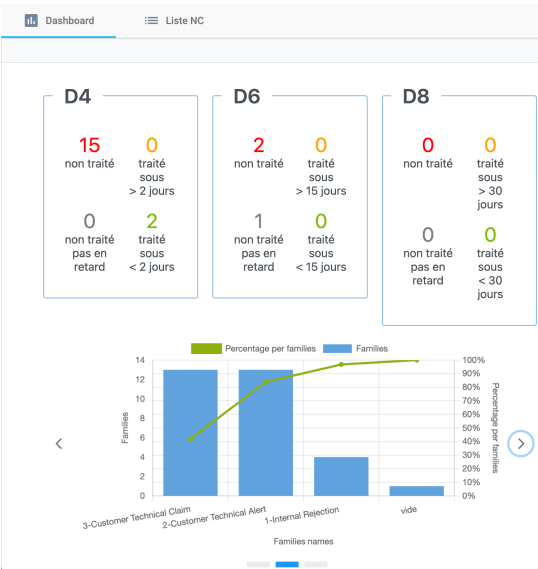 Dashboard
Liste NC
D4
15
non traité
0
traité
sous
> 2 jours
0
non traité
pas en
retard
2
traité
sous
< 2 jours
D6
2
non traité
0
traité
sous
> 15 jours
1
non traité
pas en
retard
0
traité
sous
< 15 jours
D8
0
non traité
0
traité
sous
> 30
jours
0
non traité
pas en
retard
0
traité
sous
< 30
jours
Percentage per families
Families
14
12
10
8
6
4
2
0
Families
100%
90%
80%
70%
60%
50%
40%
30%
20%
10%
0%
Percentage per families
3-Customer Technical Claim
2-Customer Technical Alert
1-Internal Rejection
vide
Families names